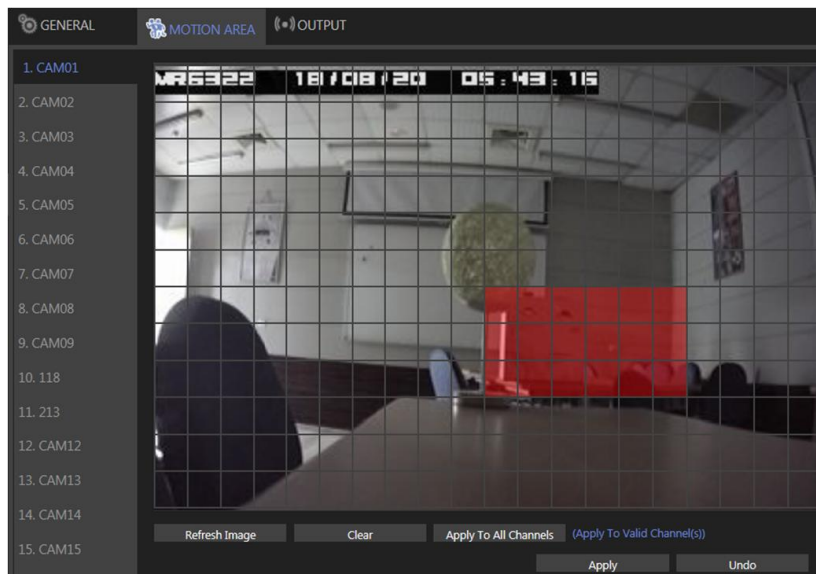 GENERAL MOTION AREA OUTPUT
1. CAM01
2. CAM02
3. CAM03
4. CAM04
5. CAM05
6. CAM06
7. CAM07
8. CAM08
9. CAM09
10. 118
11. 213
12. CAM12
13. CAM13
14. CAM14
15. CAM15
MR6322 18/08/20 05:43:16
Refresh Image Clear Apply To All Channels (Apply To Valid Channel(s))
Apply Undo